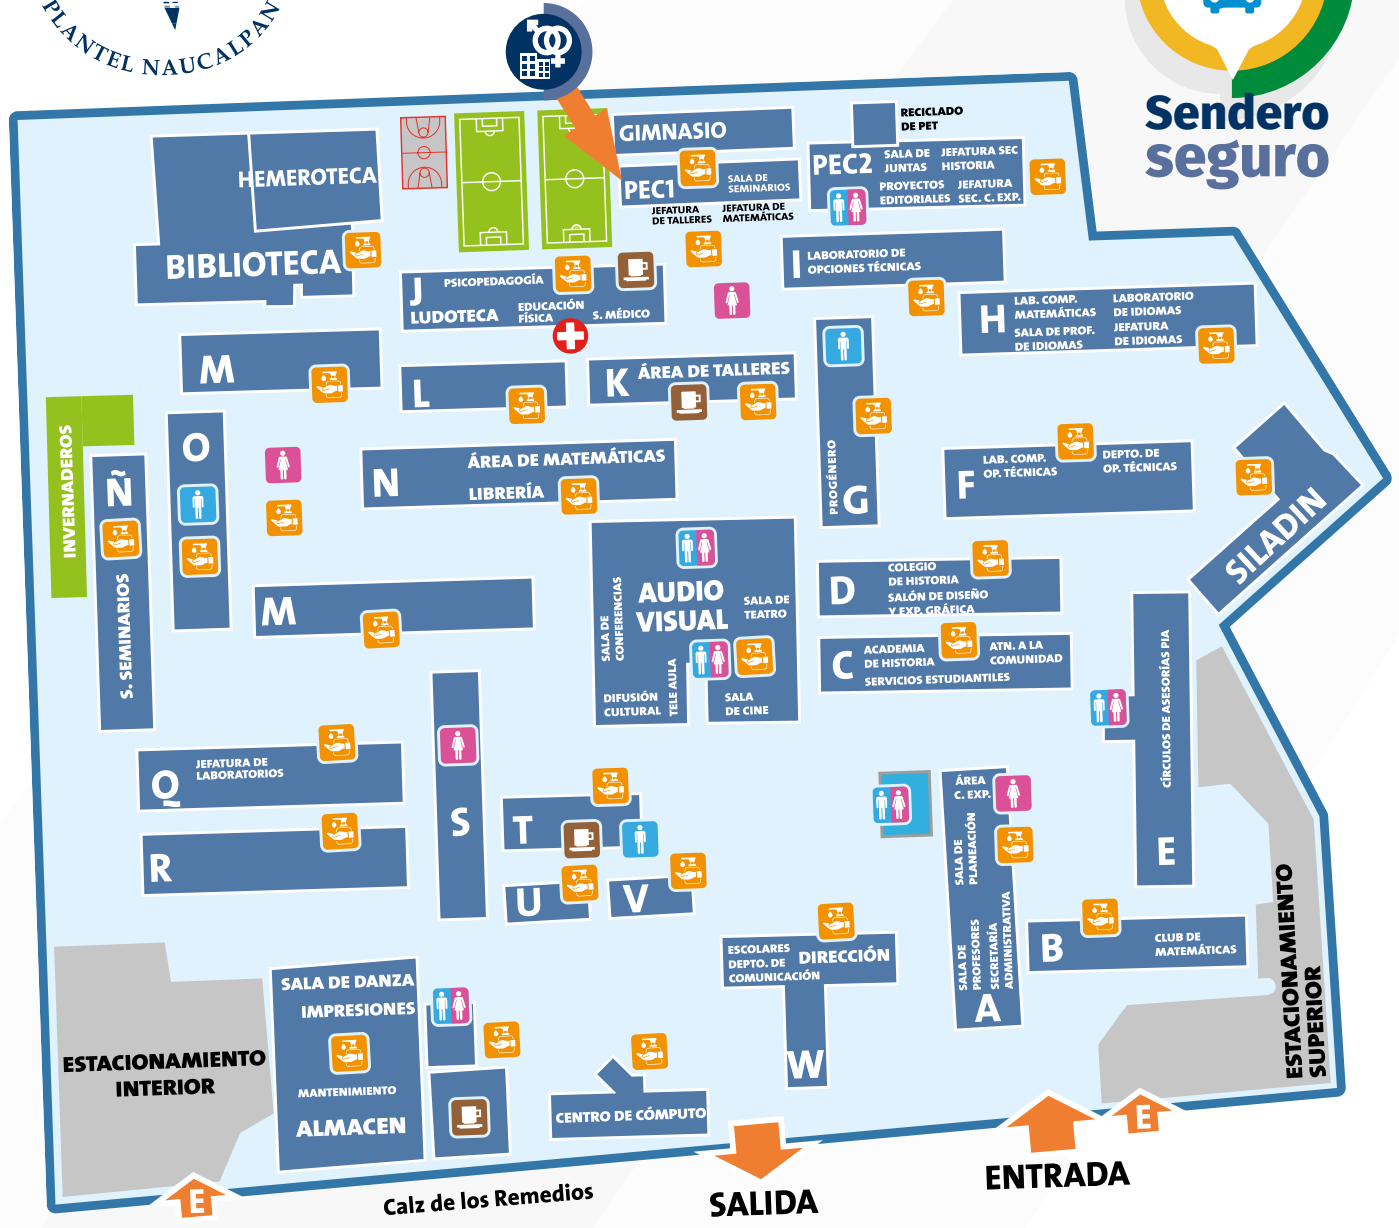 PLANTEL NAUCALPAN
Sendero
seguro
RECICLADO
DE PET
GIMNASIO
HEMEROTECA
BIBLIOTECA
PEC1
SALA DE
SEMINARIOS
JEFATURA
DE TALLERES
JEFATURA DE
MATEMÁTICAS
PEC2
SALA DE
JUNTAS
JEFATURA SEC
HISTORIA
PROYECTOS
EDITORIALES
JEFATURA
SEC. C. EXP.
J
PSICOPEDAGOGÍA
LUDOTECA
EDUCACIÓN
FÍSICA
S. MÉDICO
I
LABORATORIO DE
OPCIONES TÉCNICAS
H
LAB. COMP.
MATEMÁTICAS
LABORATORIO
DE IDIOMAS
SALA DE PROF.
DE IDIOMAS
JEFATURA
DE IDIOMAS
M
L
K
ÁREA DE TALLERES
INVERNADEROS
Ñ
S. SEMINARIOS
O
N
ÁREA DE MATEMÁTICAS
LIBRERÍA
PROGÉNERO
G
F
LAB. COMP.
OP. TÉCNICAS
DEPTO. DE
OP. TÉCNICAS
SILADIN
M
AUDIO
VISUAL
SALA DE
CONFERENCIAS
SALA DE
TEATRO
DIFUSIÓN
CULTURAL
TELE AULA
SALA
DE CINE
D
COLEGIO
DE HISTORIA
SALÓN DE DISEÑO
Y EXP. GRÁFICA
C
ACADEMIA
DE HISTORIA
ATN. A LA
COMUNIDAD
SERVICIOS ESTUDIANTILES
CÍRCULOS DE ASESORÍAS PIA
E
Q
JEFATURA DE
LABORATORIOS
R
S
T
U
V
ÁREA
C. EXP.
SALA DE
PLANEACIÓN
SALA DE
PROFESORES
SECRETARÍA
ADMINISTRATIVA
A
B
CLUB DE
MATEMÁTICAS
ESTACIONAMIENTO
SUPERIOR
ESCOLARES
DEPTO. DE
COMUNICACIÓN
DIRECCIÓN
W
ESTACIONAMIENTO
INTERIOR
SALA DE DANZA
IMPRESIONES
MANTENIMIENTO
ALMACEN
CENTRO DE CÓMPUTO
E
Calz de los Remedios
SALIDA
ENTRADA
E